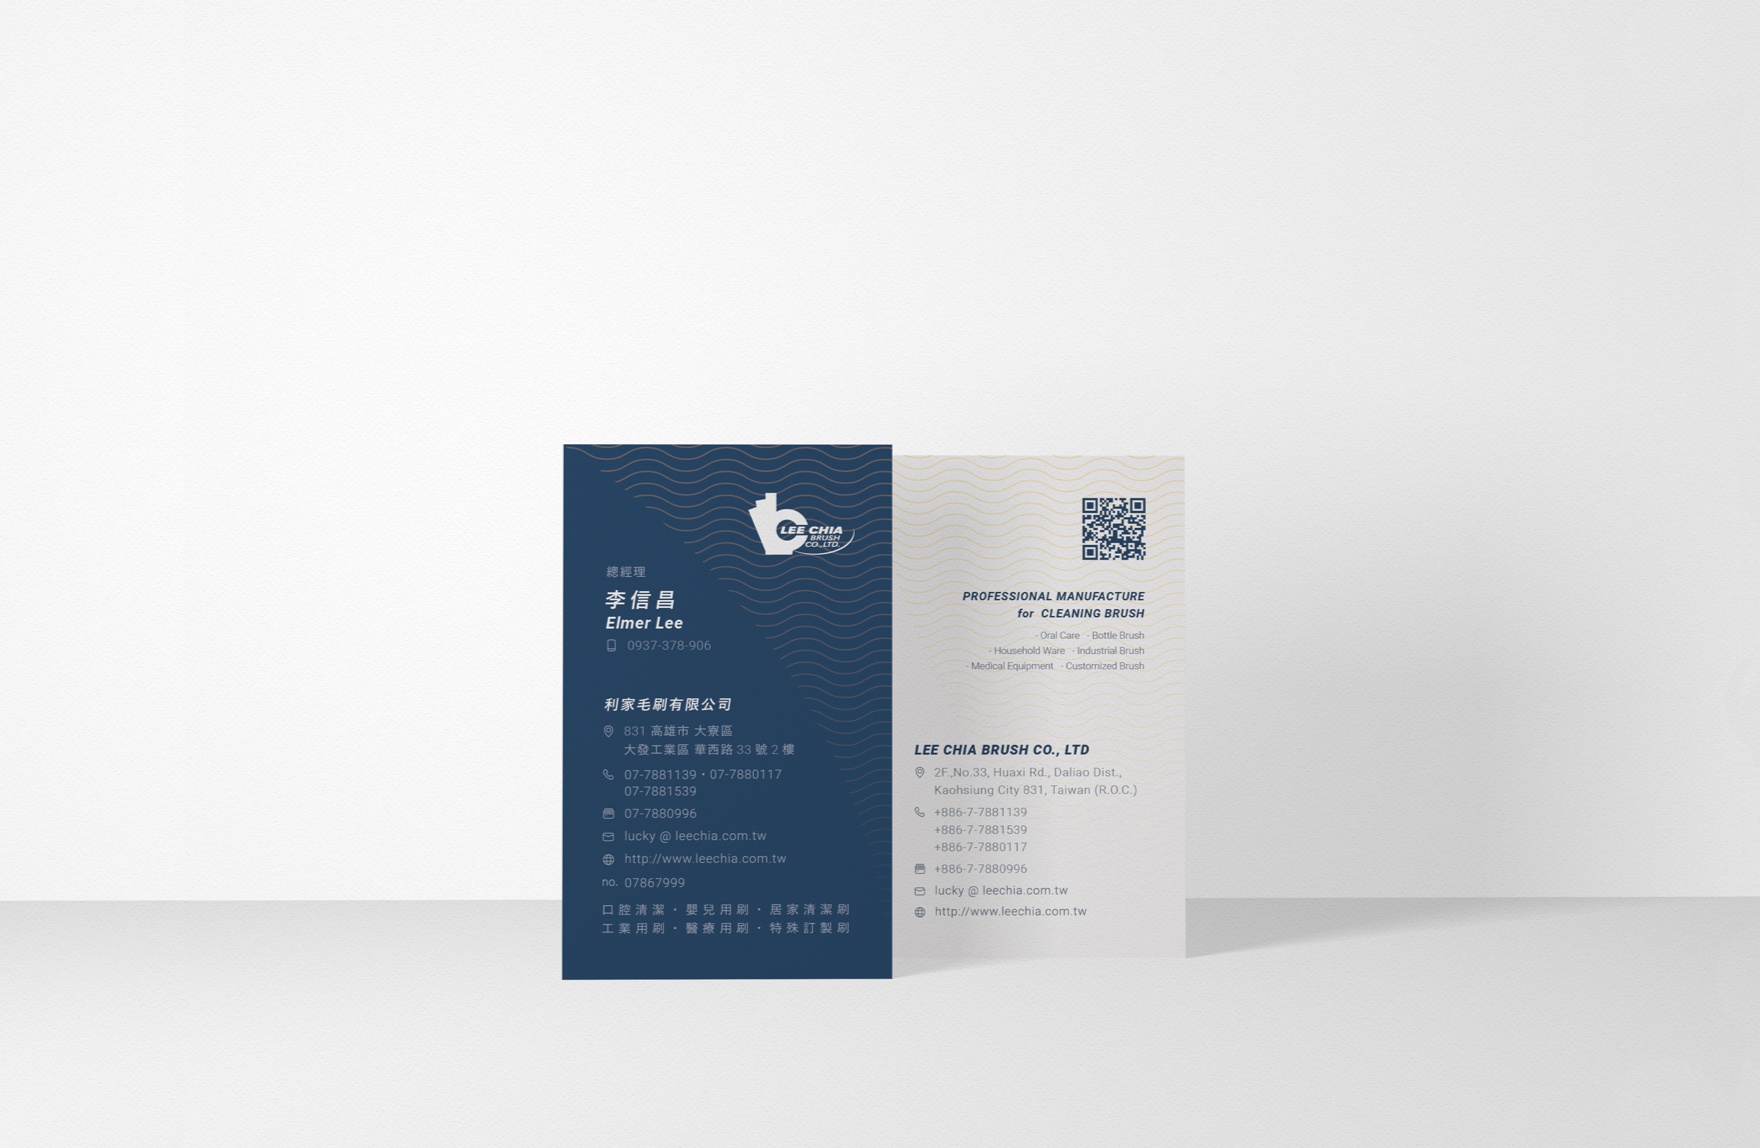 LEE CHIA
BRUSH
CO.,LTD.
總經理
李信昌
Elmer Lee
0937-378-906
利家毛刷有限公司
831 高雄市 大寮區
大發工業區 華西路 33 號 2 樓
07-7881139・07-7880117
07-7881539
07-7880996
lucky @ leechia.com.tw
http://www.leechia.com.tw
no. 07867999
口腔清潔・嬰兒用刷・居家清潔刷
工業用刷・醫療用刷・特殊訂製刷
PROFESSIONAL MANUFACTURE
for CLEANING BRUSH
- Oral Care - Bottle Brush
- Household Ware - Industrial Brush
- Medical Equipment - Customized Brush
LEE CHIA BRUSH CO., LTD
2F.,No.33, Huaxi Rd., Daliao Dist.,
Kaohsiung City 831, Taiwan (R.O.C.)
+886-7-7881139
+886-7-7881539
+886-7-7880117
+886-7-7880996
lucky @ leechia.com.tw
http://www.leechia.com.tw